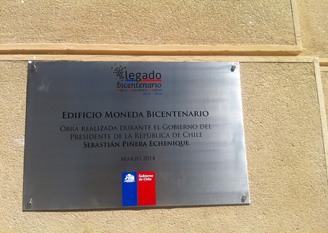 legado
bicentenario
EDIFICIO MONEDA BICENTENARIO
OBRA REALIZADA DURANTE EL GOBIERNO DEL
PRESIDENTE DE LA REPÚBLICA DE CHILE
SEBASTIÁN PIÑERA ECHENIQUE.
MARZO, 2014
Gobierno
de Chile